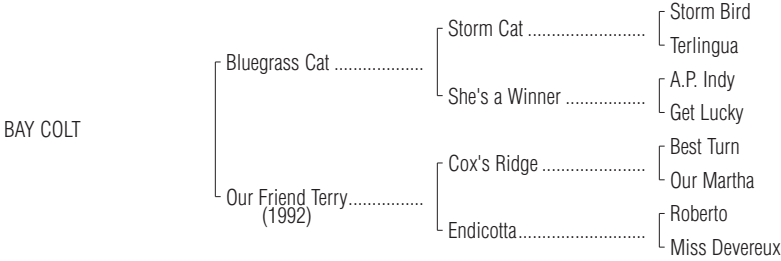 Storm Bird
Storm Cat .........................
Terlingua
Bluegrass Cat ...................
A.P. Indy
She's a Winner .................
Get Lucky
BAY COLT
Best Turn
Cox's Ridge ......................
Our Martha
Our Friend Terry................
(1992)
Roberto
Endicotta...........................
Miss Devereux